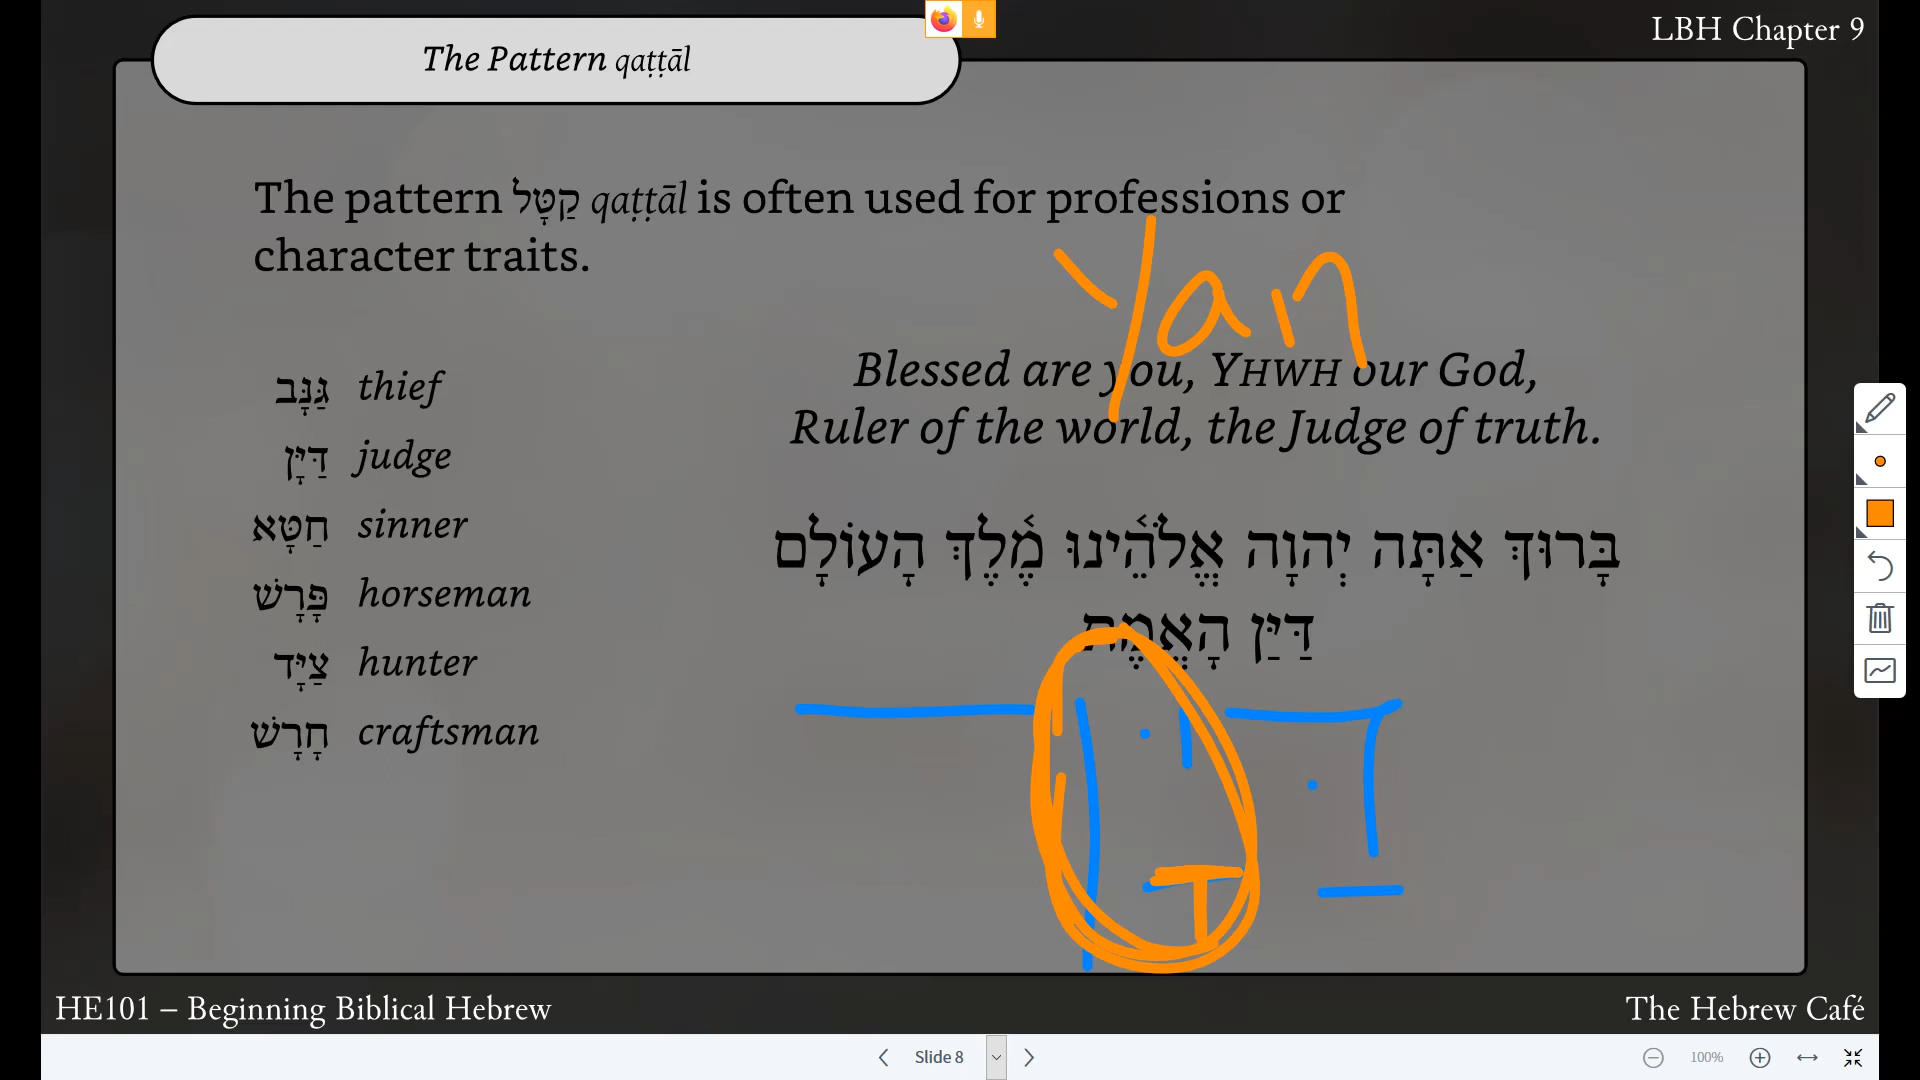 LBH Chapter 9
The Pattern qaṭṭāl
The pattern קַטָּל qaṭṭāl is often used for professions or
character traits.
yan
גַּנָּב thief
דַּיָּן judge
חַטָּא sinner
פָּרָשׁ horseman
צַיָּד hunter
חָרָשׁ craftsman
Blessed are you, YHWH our God,
Ruler of the world, the Judge of truth.
בָּרוּךְ אַתָּה יְהוָה אֱלֹהֵ֫ינוּ מֶ֫לֶךְ הָעוֹלָם
דַּיַּן הָאֱמֶת
דין
HE101 – Beginning Biblical Hebrew
The Hebrew Café
Slide 8
100%